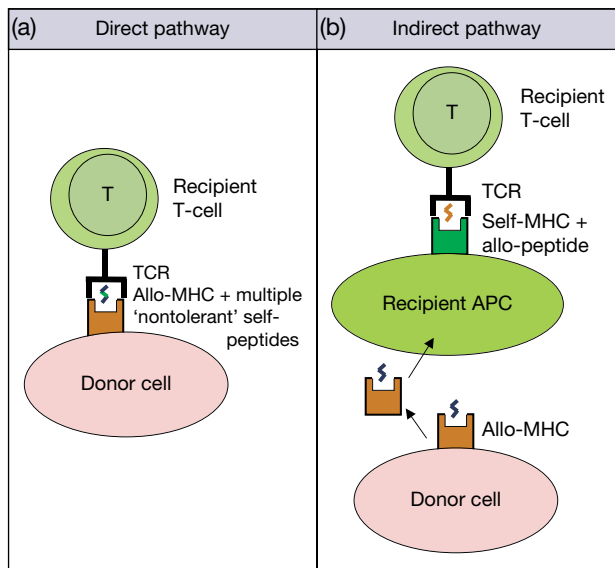 (a) Direct pathway
T
Recipient
T-cell
TCR
Allo-MHC + multiple
‘nontolerant’ self-
peptides
Donor cell
(b) Indirect pathway
T
Recipient
T-cell
TCR
Self-MHC +
allo-peptide
Recipient APC
Allo-MHC
Donor cell